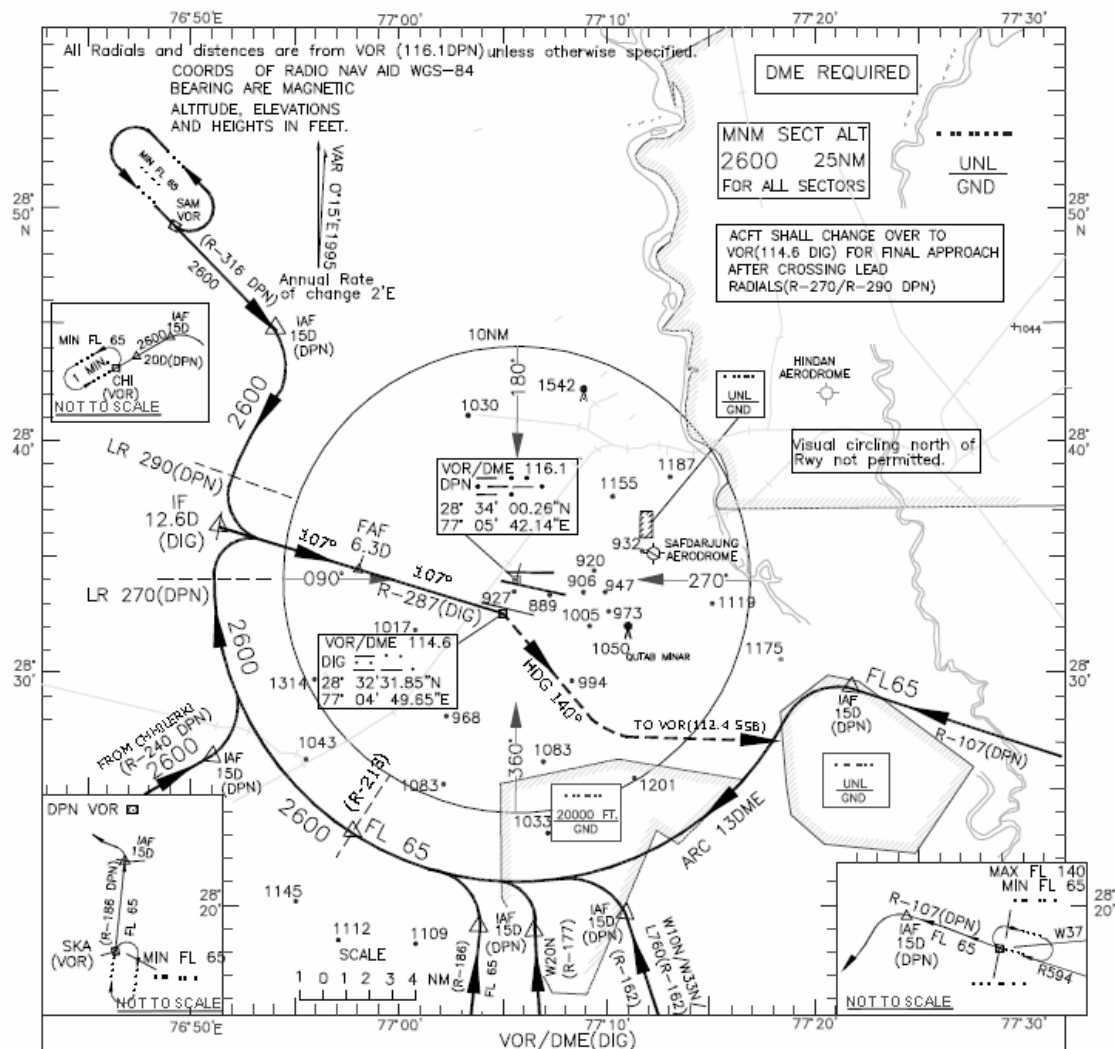 76°50' 77°00' 77°10' 77°20' 77°30'
All Radials and distences are from VOR (116.1DPN) unless otherwise specified.
COORDS OF RADIO NAV AID WGS-84
BEARING ARE MAGNETIC
ALTITUDE, ELEVATIONS
AND HEIGHTS IN FEET.
DME REQUIRED
MNM SECT ALT
2600 25NM
FOR ALL SECTORS
UNL
GND
MIN FL 65
SAM
VOR
VAR 0°15'E1995
Annual Rate
of change 2'E
28°
50'
N
28°
50'
N
(R-316 DPN)
2600
ACFT SHALL CHANGE OVER TO
VOR(114.6 DIG) FOR FINAL APPROACH
AFTER CROSSING LEAD
RADIALS(R-270/R-290 DPN)
IAF
15D
(DPN)
1044
IAF
15D
MIN FL 65
2600
20D(DPN)
1 MIN
CHI
(VOR)
NOT TO SCALE
10NM
180°
1542
1030
HINDAN
AERODROME
UNL
GND
2600
28°
40'
28°
40'
Visual circling north of
Rwy not permitted.
LR 290(DPN)
VOR/DME 116.1
DPN
28° 34' 00.26"N
77° 05' 42.14"E
1187
1155
IF
12.6D
(DIG)
FAF
6.3D
107°
107°
932
SAFDARJUNG
AERODROME
920
906
947
090°
270°
R-287(DIG)
LR 270(DPN)
927
889
1005
973
1119
1017
1050
QUTAB MINAR
1175
VOR/DME 114.6
DIG
28° 32'31.85"N
77° 04' 49.65"E
2600
28°
30'
28°
30'
1314
968
994
HDG 140°
TO VOR(112.4 SSB)
FL65
IAF
15D
(DPN)
R-107(DPN)
(R-240 DPN)
2600
IAF
15D
(DPN)
1043
1083
360°
1083
1201
(R-218)
2600
FL 65
20000 FT.
GND
1033
UNL
GND
ARC 13DME
DPN VOR
IAF
15D
(R-186 DPN)
FL 65
SKA
(VOR)
MIN FL 65
NOT TO SCALE
1145
1112
1109
SCALE
1 0 1 2 3 4 NM
IAF
15D
(DPN)
(R-186)
FL 65
W20N
(R-177)
IAF
15D
(DPN)
W10N/W33N/
L760(R-162)
(R-162)
28°
20'
28°
20'
MAX FL 140
MIN FL 65
R-107(DPN)
IAF
15D
(DPN)
FL 65
W37
R594
NOT TO SCALE
76°50' 77°00' 77°10' 77°20' 77°30'
VOR/DME(DIG)